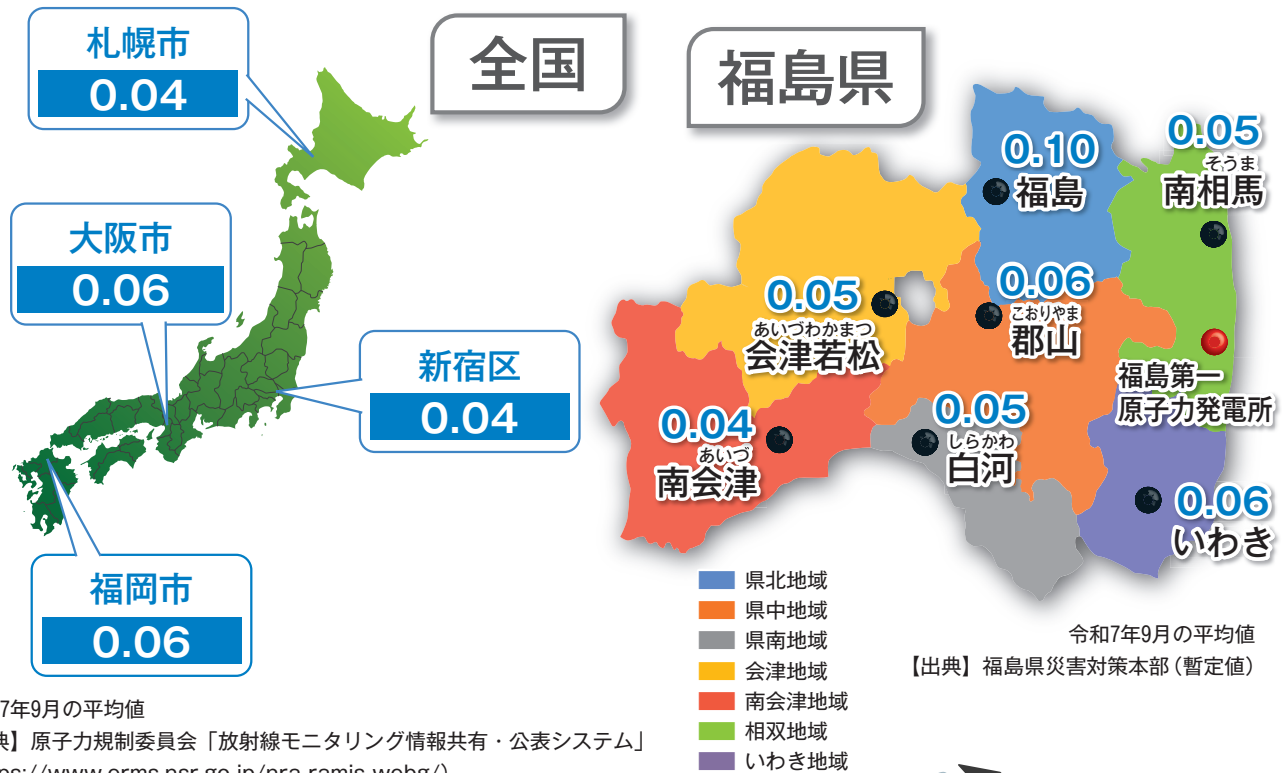 全国
札幌市
0.04
大阪市
0.06
新宿区
0.04
福岡市
0.06
7年9月の平均値
典】原子力規制委員会「放射線モニタリング情報共有・公表システム」
ps://www.erms.nsr.go.jp/nra-ramis-webg/)
福島県
0.10
福島
0.05
そうま
南相馬
0.05
あいづわかまつ
会津若松
0.06
こおりやま
郡山
福島第一
原子力発電所
0.04
あいづ
南会津
0.05
しらかわ
白河
0.06
いわき
県北地域
県中地域
県南地域
会津地域
南会津地域
相双地域
いわき地域
令和7年9月の平均値
【出典】福島県災害対策本部(暫定値)